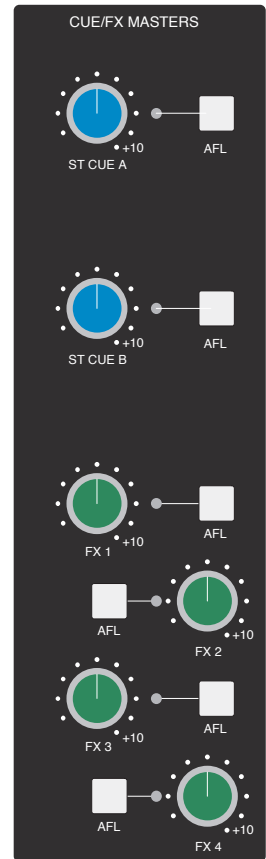 CUE/FX MASTERS
+10
ST CUE A
AFL
+10
ST CUE B
AFL
+10
FX 1
AFL
AFL
+10
FX 2
+10
FX 3
AFL
AFL
+10
FX 4